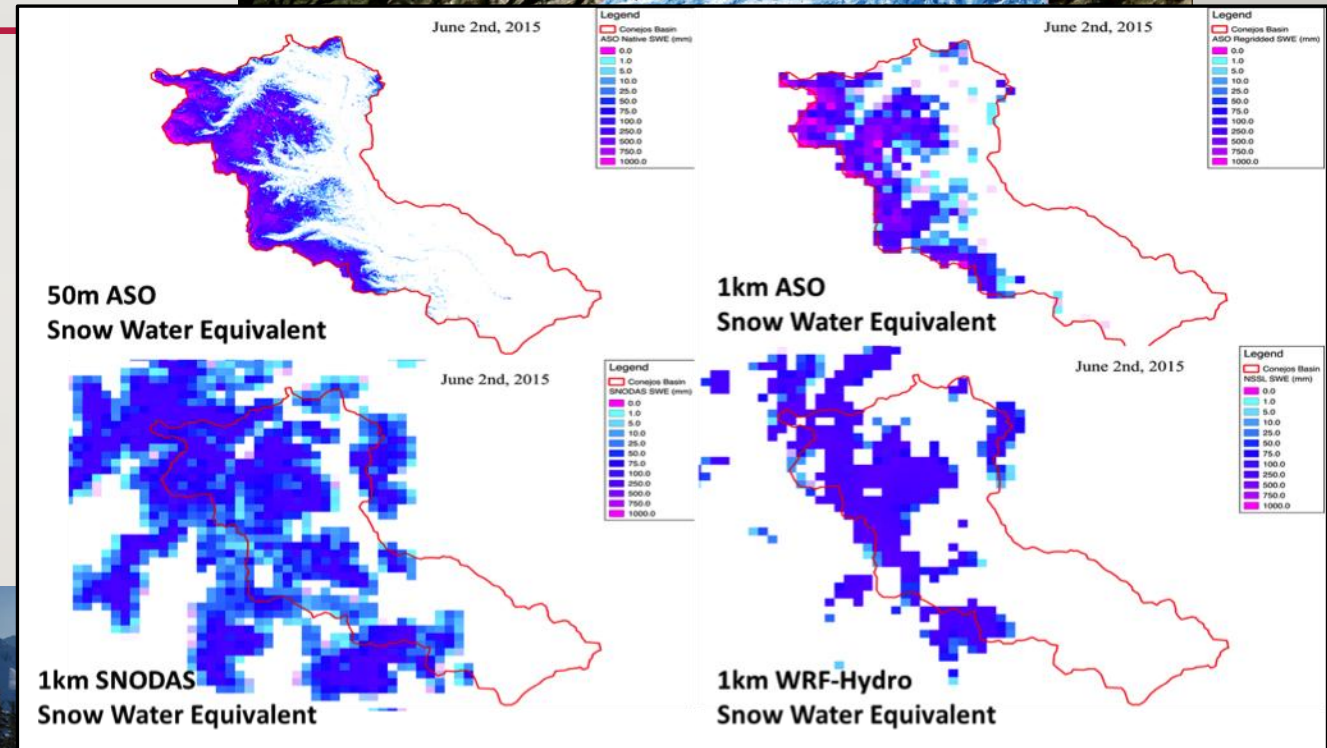 June 2nd, 2015
Legend
Conejos Basin
ASO Native SWE (mm)
0.0
1.0
5.0
10.0
25.0
50.0
75.0
100.0
250.0
500.0
750.0
1000.0
50m ASO
Snow Water Equivalent
June 2nd, 2015
Legend
Conejos Basin
ASO Regridded SWE (mm)
0.0
1.0
5.0
10.0
25.0
50.0
75.0
100.0
250.0
500.0
750.0
1000.0
1km ASO
Snow Water Equivalent
June 2nd, 2015
Legend
Conejos Basin
SNODAS SWE (mm)
0.0
1.0
5.0
10.0
25.0
50.0
75.0
100.0
250.0
500.0
750.0
1000.0
1km SNODAS
Snow Water Equivalent
June 2nd, 2015
Legend
Conejos Basin
NSSL SWE (mm)
0.0
1.0
5.0
10.0
25.0
50.0
75.0
100.0
250.0
500.0
750.0
1000.0
1km WRF-Hydro
Snow Water Equivalent